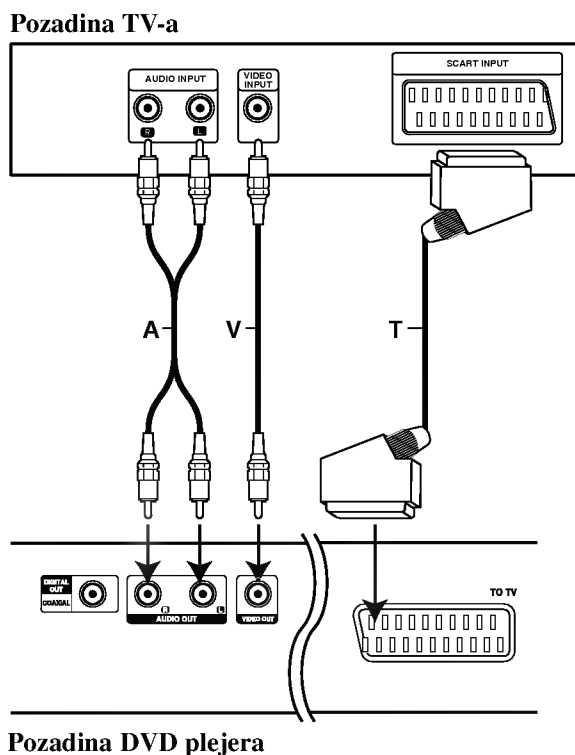 Pozadina TV-a
AUDIO INPUT
R
L
VIDEO
INPUT
SCART INPUT
A
V
T
DIGITAL
OUT
COAXIAL
R
L
AUDIO OUT
VIDEO OUT
TO TV
Pozadina DVD plejera